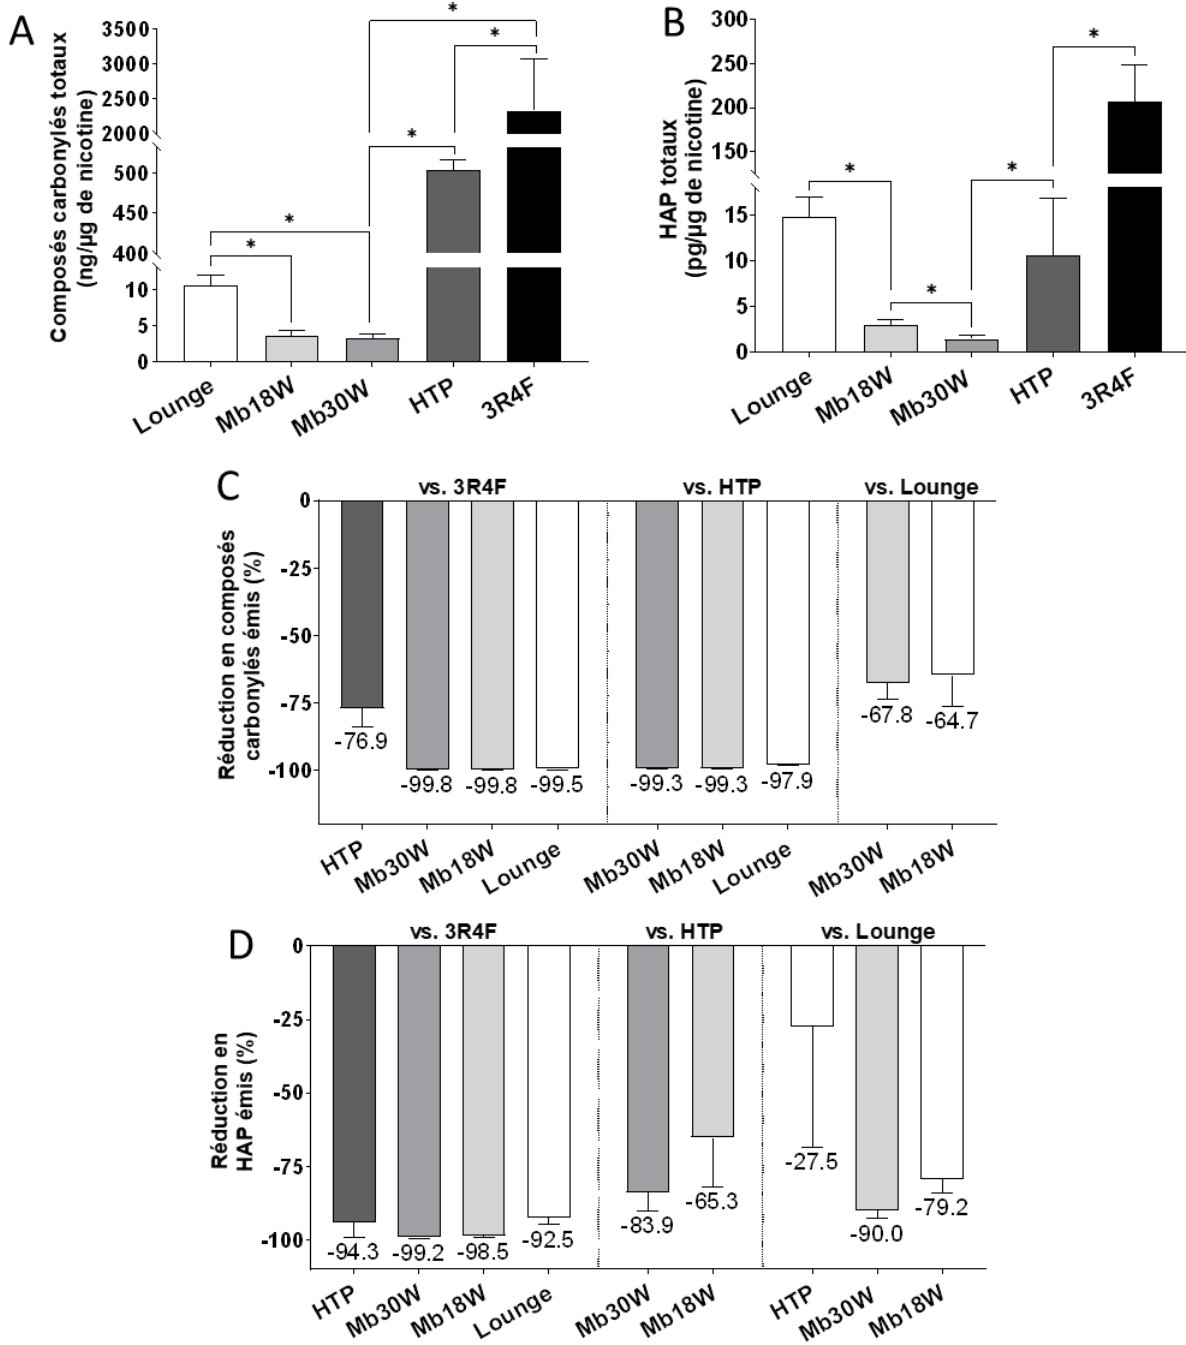 A
Composés carbonylés totaux
(ng/µg de nicotine)
3500
3000
2500
2000
500
450
400
10
5
0
*
*
*
*
*
Lounge
Mb18W
Mb30W
HTP
3R4F
B
HAP totaux
(pg/µg de nicotine)
300
250
200
150
15
10
5
0
*
*
*
*
Lounge
Mb18W
Mb30W
HTP
3R4F
C
vs. 3R4F
vs. HTP
vs. Lounge
Réduction en composés
carbonylés émis (%)
0
-25
-50
-75
-100
-76.9
-99.8
-99.8
-99.5
-99.3
-99.3
-97.9
-67.8
-64.7
HTP
Mb30W
Mb18W
Lounge
Mb30W
Mb18W
Lounge
Mb30W
Mb18W
D
vs. 3R4F
vs. HTP
vs. Lounge
Réduction en
HAP émis (%)
0
-25
-50
-75
-100
-94.3
-99.2
-98.5
-92.5
-83.9
-65.3
-27.5
-90.0
-79.2
HTP
Mb30W
Mb18W
Lounge
Mb30W
Mb18W
HTP
Mb30W
Mb18W